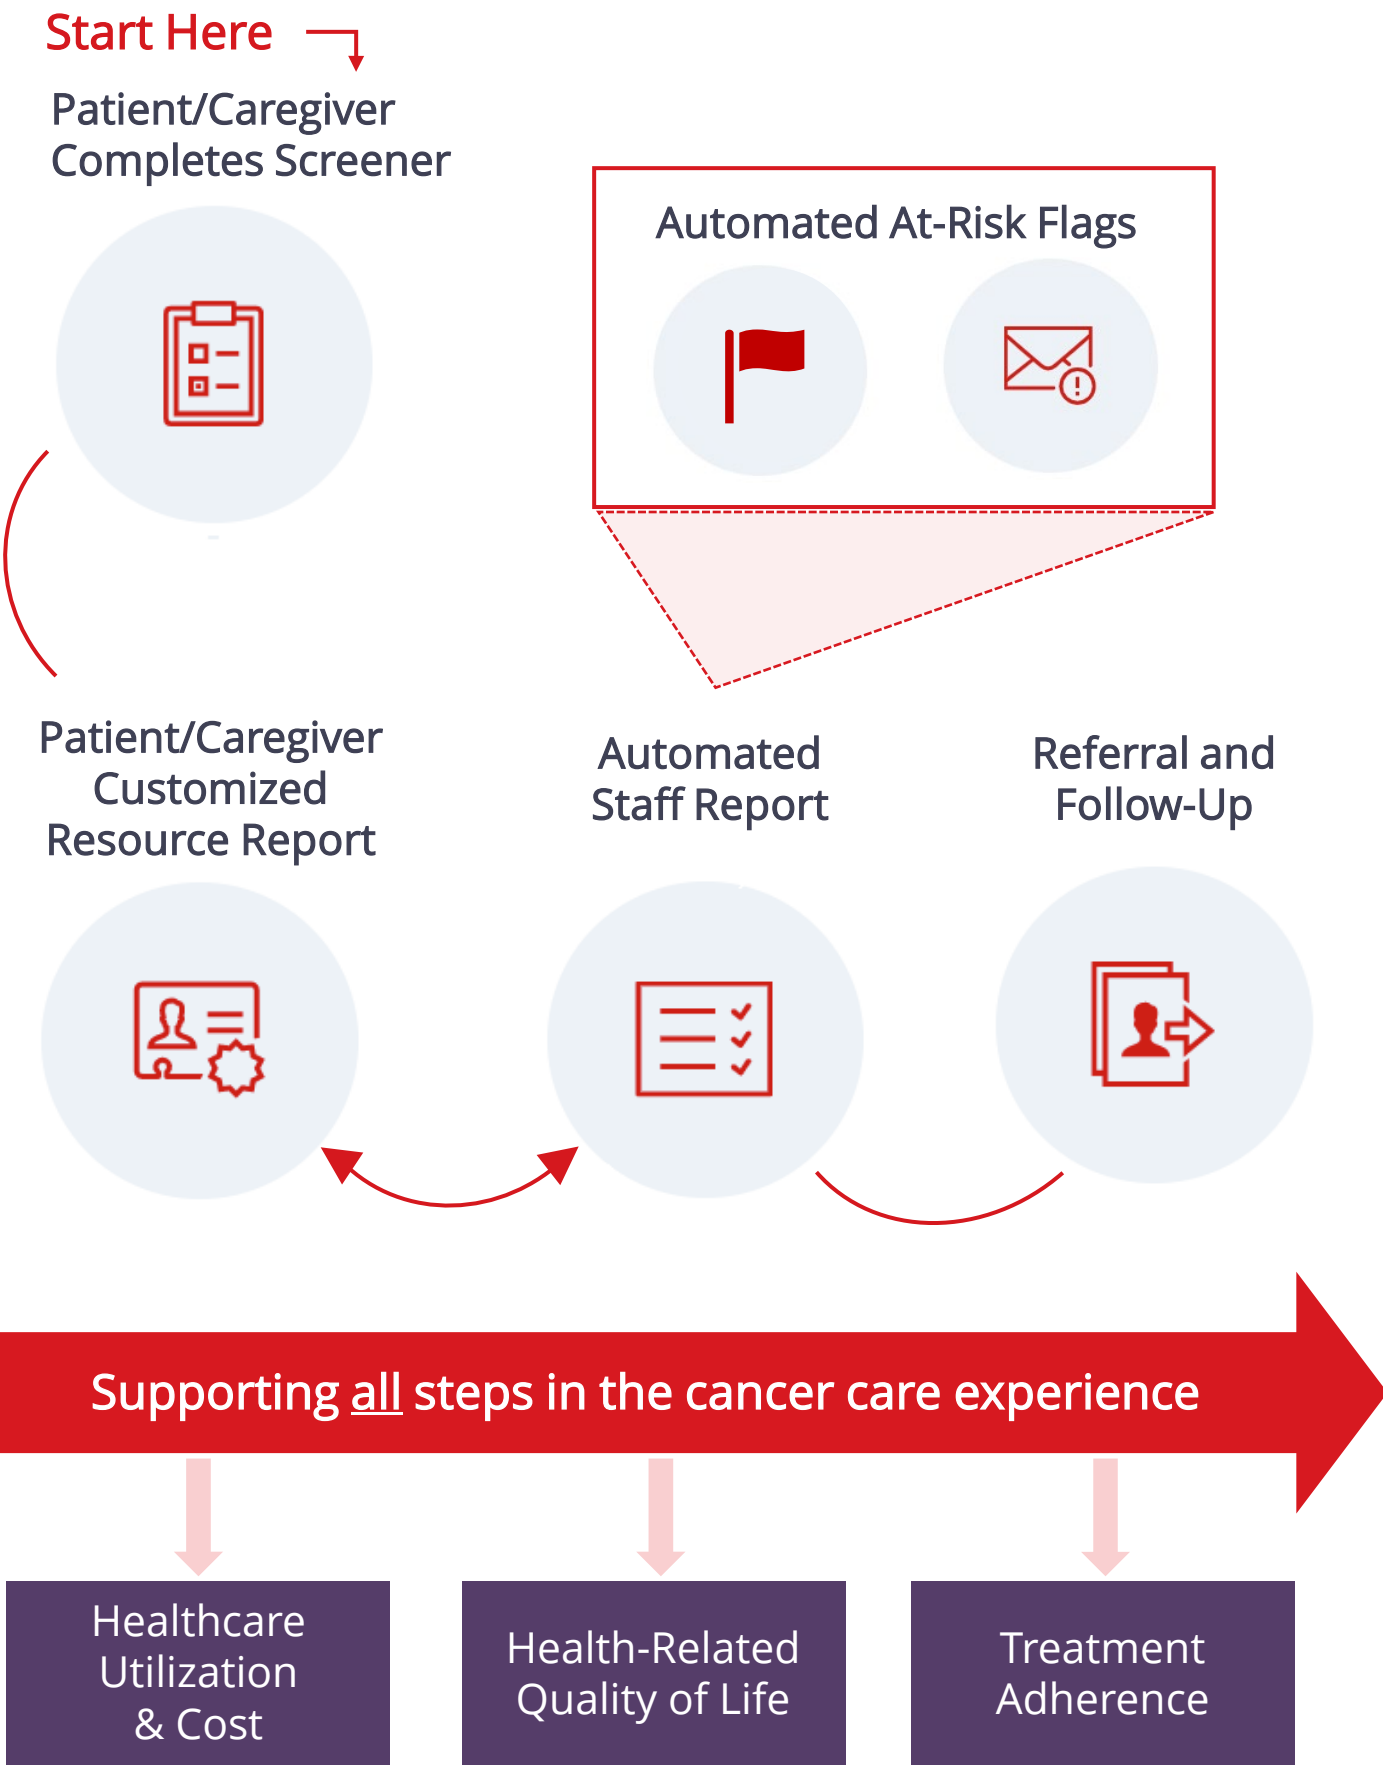 Start Here
Patient/Caregiver
Completes Screener
Automated At-Risk Flags
Patient/Caregiver
Customized
Resource Report
Automated
Staff Report
Referral and
Follow-Up
Supporting all steps in the cancer care experience
Healthcare
Utilization
& Cost
Health-Related
Quality of Life
Treatment
Adherence